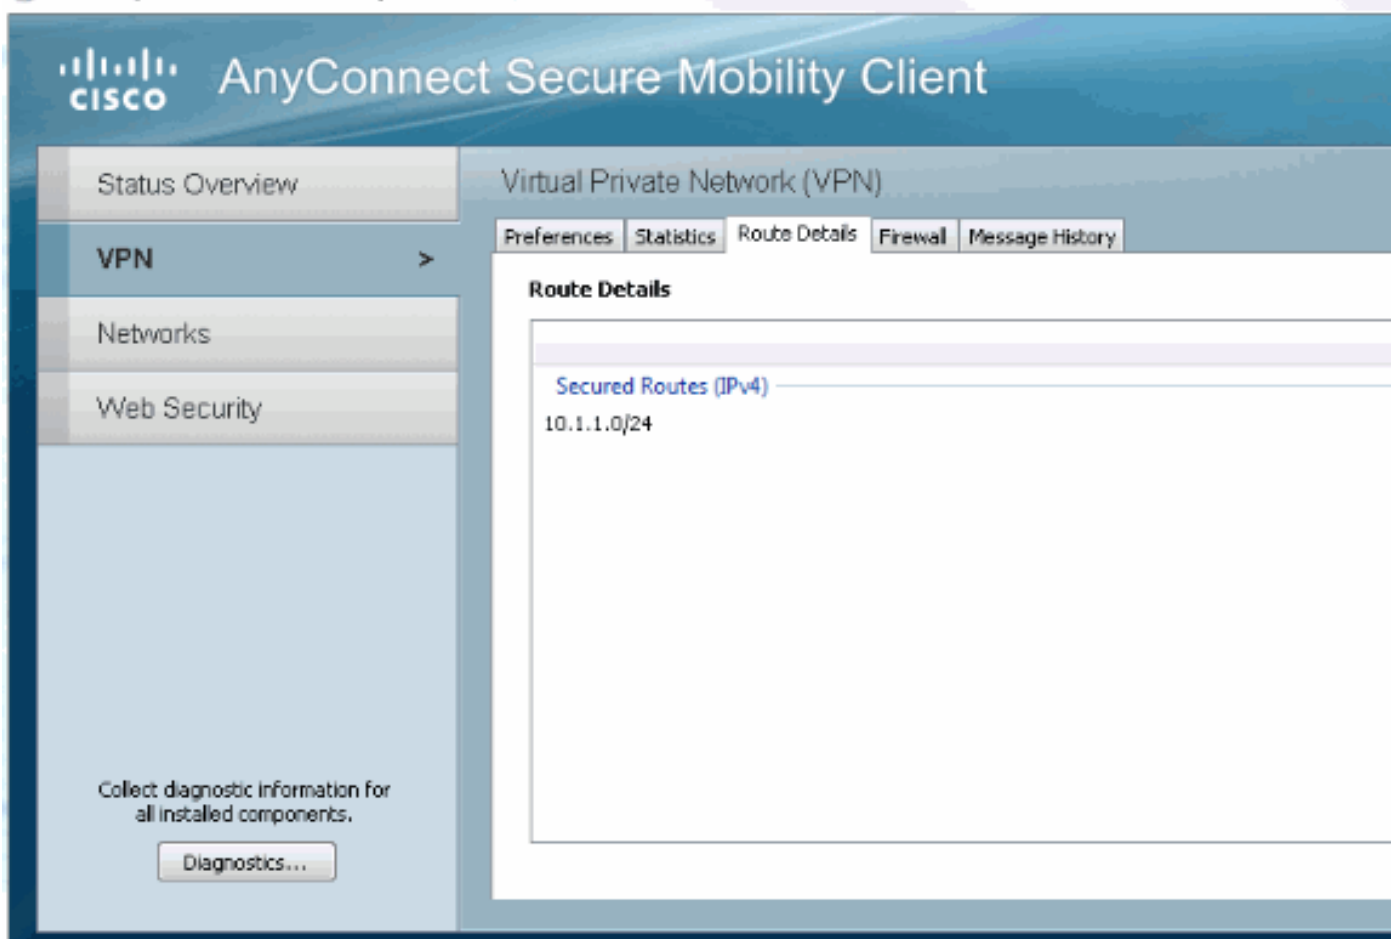 CISCO AnyConnect Secure Mobility Client
Status Overview
VPN >
Networks
Web Security
Collect diagnostic information for
all installed components.
Diagnostics...
Virtual Private Network (VPN)
Preferences Statistics Route Details Firewall Message History
Route Details
Secured Routes (IPv4)
10.1.1.0/24